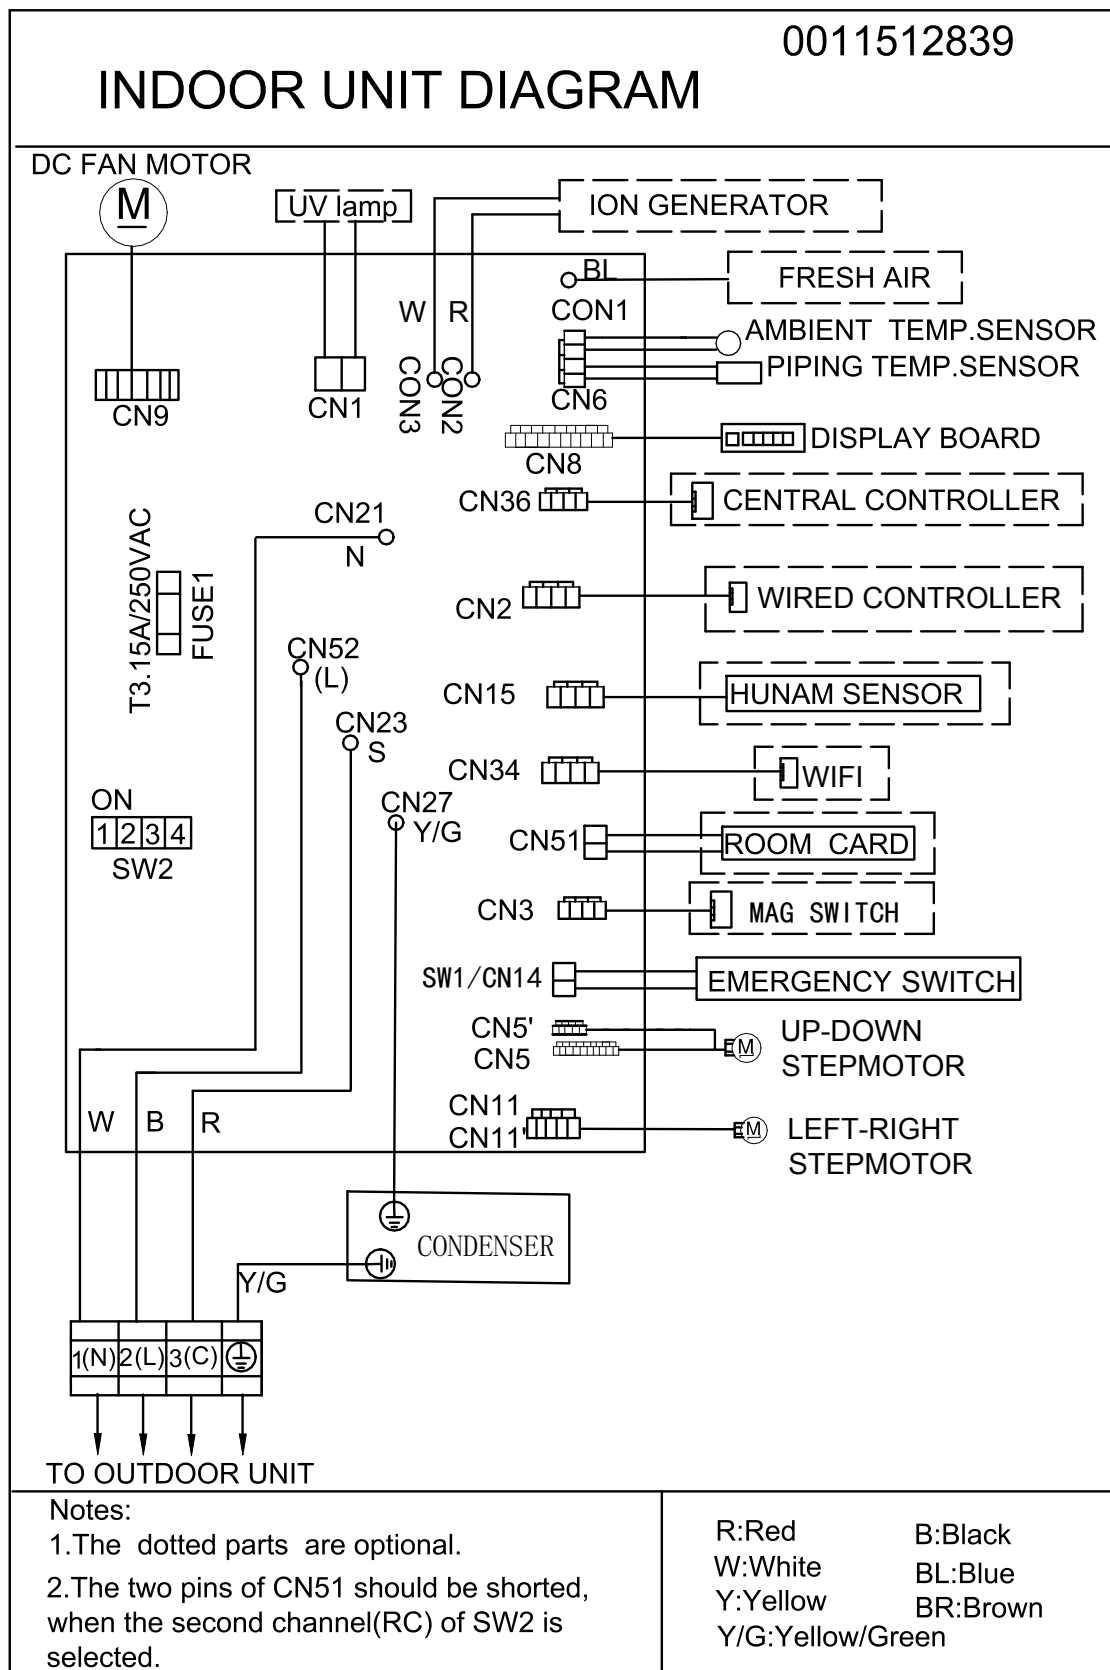 0011512839
INDOOR UNIT DIAGRAM
DC FAN MOTOR
M
UV lamp
ION GENERATOR
BL
FRESH AIR
W R
CON1
AMBIENT TEMP.SENSOR
PIPING TEMP.SENSOR
CN9
CN1
CON3
CON2
CN6
DISPLAY BOARD
CN8
CN36
CENTRAL CONTROLLER
CN21
N
T3.15A/250VAC
FUSE1
CN2
WIRED CONTROLLER
CN52
(L)
CN15
HUNAM SENSOR
CN23
S
CN34
WIFI
ON
1 2 3 4
SW2
CN27
Y/G
CN51
ROOM CARD
CN3
MAG SWITCH
SW1/CN14
EMERGENCY SWITCH
CN5'
CN5
M
UP-DOWN
STEPMOTOR
W B R
CN11
CN11'
M
LEFT-RIGHT
STEPMOTOR
CONDENSER
Y/G
1(N) 2(L) 3(C)
TO OUTDOOR UNIT
Notes:
1.The dotted parts are optional.
2.The two pins of CN51 should be shorted,
when the second channel(RC) of SW2 is
selected.
R:Red B:Black
W:White BL:Blue
Y:Yellow BR:Brown
Y/G:Yellow/Green